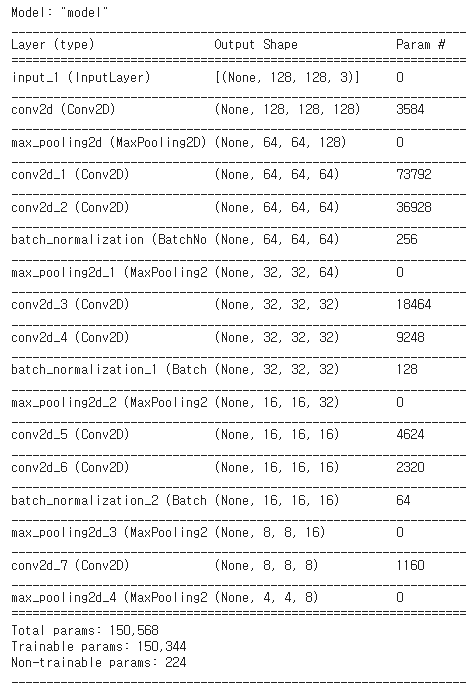 Model: "model"
Layer (type) Output Shape Param #
input_1 (InputLayer) [(None, 128, 128, 3)] 0
conv2d (Conv2D) (None, 128, 128, 128) 3584
max_pooling2d (MaxPooling2D) (None, 64, 64, 128) 0
conv2d_1 (Conv2D) (None, 64, 64, 64) 73792
conv2d_2 (Conv2D) (None, 64, 64, 64) 36928
batch_normalization (BatchNo (None, 64, 64, 64) 256
max_pooling2d_1 (MaxPooling2 (None, 32, 32, 64) 0
conv2d_3 (Conv2D) (None, 32, 32, 32) 18464
conv2d_4 (Conv2D) (None, 32, 32, 32) 9248
batch_normalization_1 (Batch (None, 32, 32, 32) 128
max_pooling2d_2 (MaxPooling2 (None, 16, 16, 32) 0
conv2d_5 (Conv2D) (None, 16, 16, 16) 4624
conv2d_6 (Conv2D) (None, 16, 16, 16) 2320
batch_normalization_2 (Batch (None, 16, 16, 16) 64
max_pooling2d_3 (MaxPooling2 (None, 8, 8, 16) 0
conv2d_7 (Conv2D) (None, 8, 8, 8) 1160
max_pooling2d_4 (MaxPooling2 (None, 4, 4, 8) 0
Total params: 150,568
Trainable params: 150,344
Non-trainable params: 224